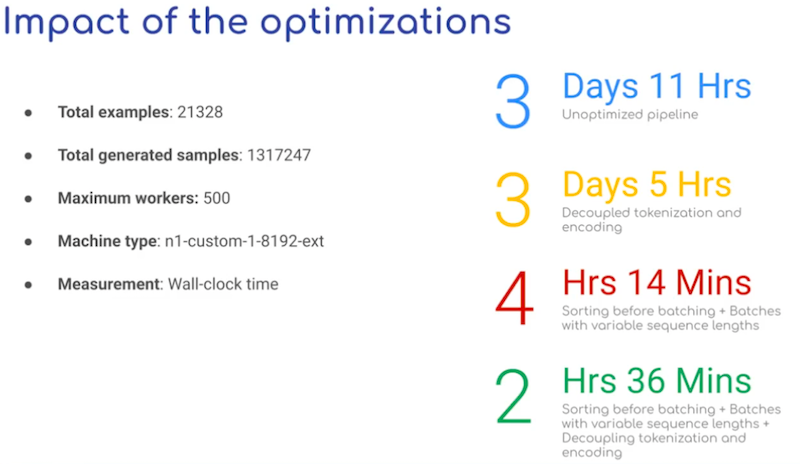 Impact of the optimizations
● Total examples: 21328
● Total generated samples: 1317247
● Maximum workers: 500
● Machine type: n1-custom-1-8192-ext
● Measurement: Wall-clock time
3 Days 11 Hrs
Unoptimized pipeline
3 Days 5 Hrs
Decoupled tokenization and
encoding
4 Hrs 14 Mins
Sorting before batching + Batches
with variable sequence lengths
2 Hrs 36 Mins
Sorting before batching + Batches
with variable sequence lengths +
Decoupling tokenization and
encoding